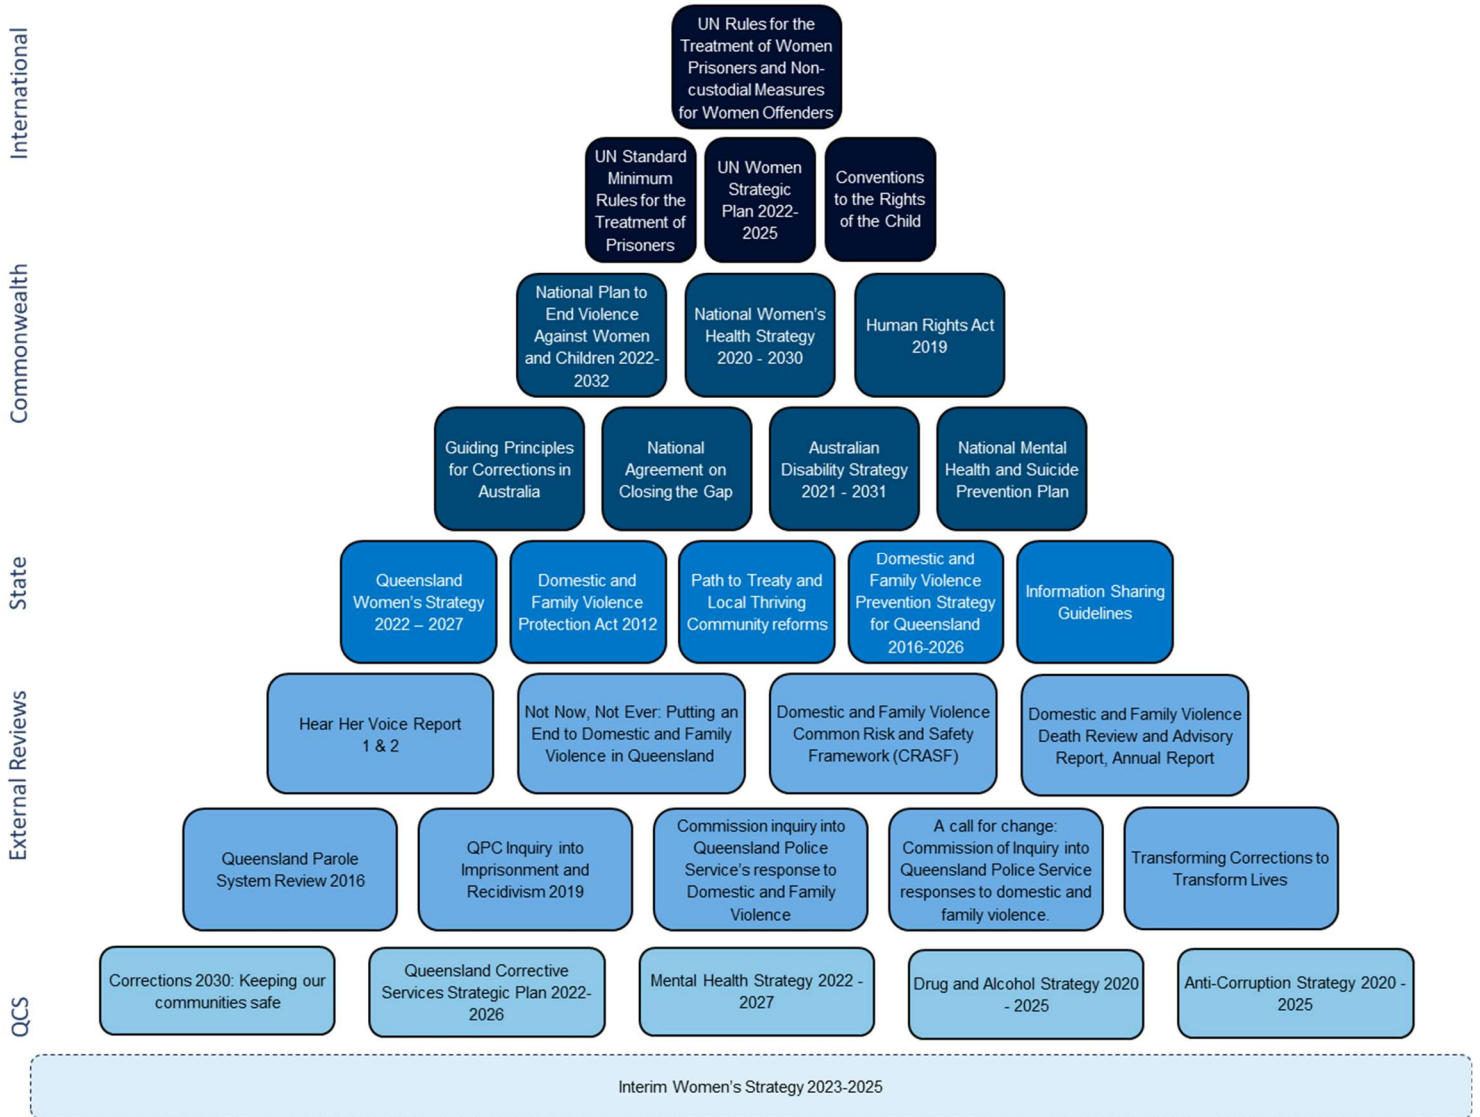 International
UN Rules for the
Treatment of Women
Prisoners and Non-
custodial Measures
for Women Offenders
UN Standard
Minimum
Rules for the
Treatment of
Prisoners
UN Women
Strategic
Plan 2022-
2025
Conventions
to the Rights
of the Child
Commonwealth
National Plan to
End Violence
Against Women
and Children 2022-
2032
National Women’s
Health Strategy
2020 - 2030
Human Rights Act
2019
Guiding Principles
for Corrections in
Australia
National
Agreement on
Closing the Gap
Australian
Disability Strategy
2021 - 2031
National Mental
Health and Suicide
Prevention Plan
State
Queensland
Women’s Strategy
2022 – 2027
Domestic and
Family Violence
Protection Act 2012
Path to Treaty and
Local Thriving
Community reforms
Domestic and
Family Violence
Prevention Strategy
for Queensland
2016-2026
Information Sharing
Guidelines
External Reviews
Hear Her Voice Report
1 & 2
Not Now, Not Ever: Putting an
End to Domestic and Family
Violence in Queensland
Domestic and Family Violence
Common Risk and Safety
Framework (CRASF)
Domestic and Family Violence
Death Review and Advisory
Report, Annual Report
Queensland Parole
System Review 2016
QPC Inquiry into
Imprisonment and
Recidivism 2019
Commission inquiry into
Queensland Police
Service’s response to
Domestic and Family
Violence
A call for change:
Commission of Inquiry into
Queensland Police Service
responses to domestic and
family violence.
Transforming Corrections to
Transform Lives
QCS
Corrections 2030: Keeping our
communities safe
Queensland Corrective
Services Strategic Plan 2022-
2026
Mental Health Strategy 2022 -
2027
Drug and Alcohol Strategy 2020
- 2025
Anti-Corruption Strategy 2020 -
2025
Interim Women’s Strategy 2023-2025